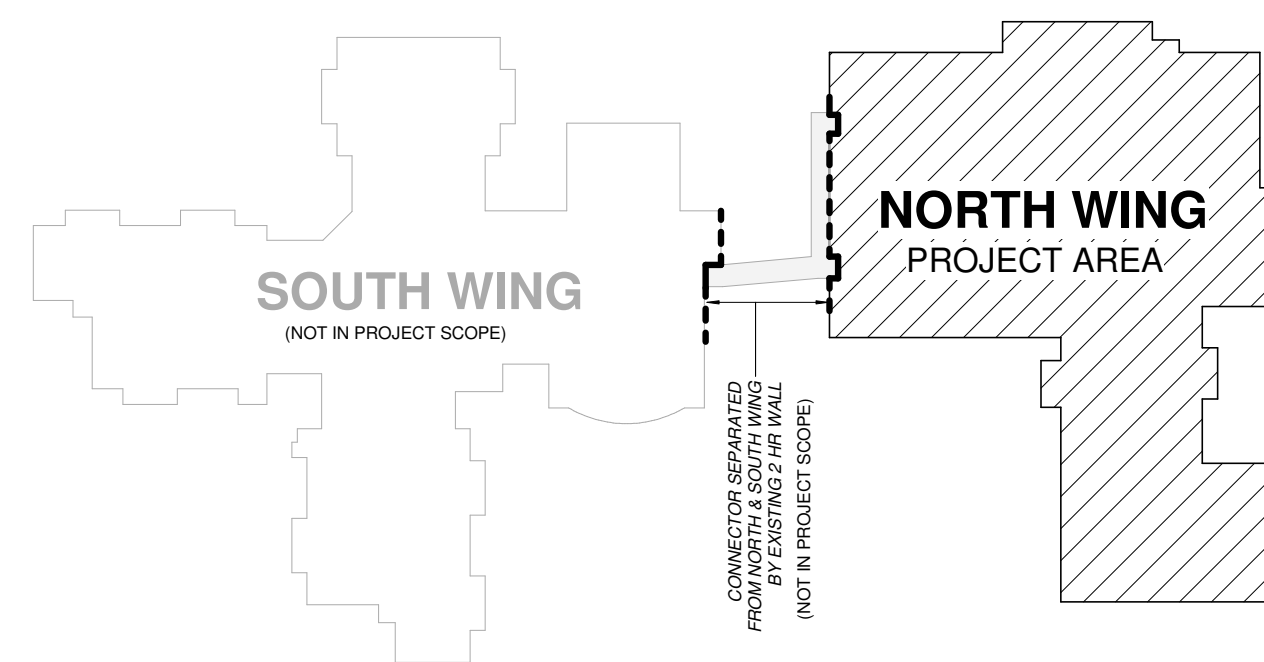 NORTH WING
PROJECT AREA
SOUTH WING
(NOT IN PROJECT SCOPE)
CONNECTOR SEPARATED
FROM NORTH & SOUTH WING
BY EXISTING 2 HR WALL
(NOT IN PROJECT SCOPE)